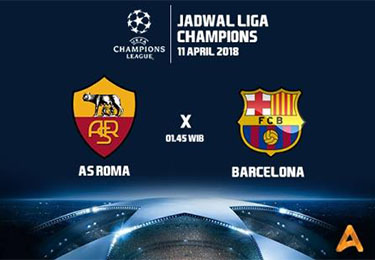 UEFA
CHAMPIONS
LEAGUE
JADWAL LIGA
CHAMPIONS
11 APRIL 2018
ASR
FCB
X
01.45 WIB
AS ROMA
BARCELONA